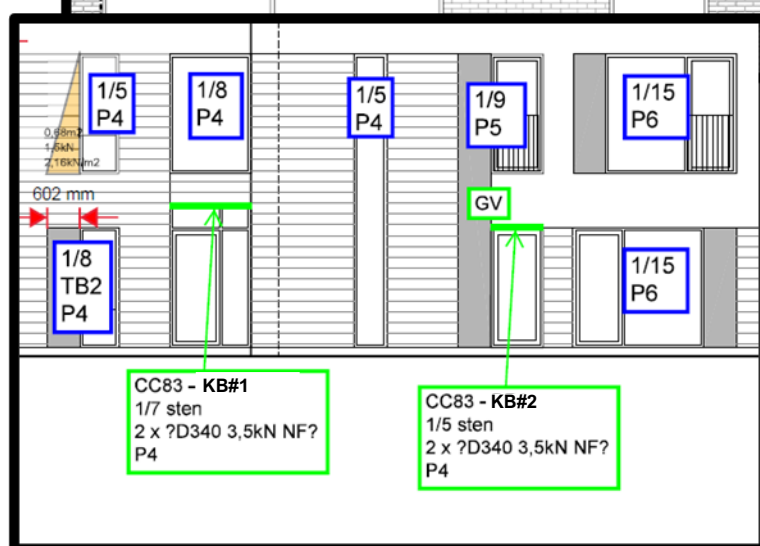 1/5
P4
1/8
P4
1/5
P4
1/9
P5
1/15
P6
0,68m2
1,5kN
2,16kN/m2
602 mm
GV
1/8
TB2
P4
1/15
P6
CC83 - KB#1
1/7 sten
2 x ?D340 3,5kN NF?
P4
CC83 - KB#2
1/5 sten
2 x ?D340 3,5kN NF?
P4